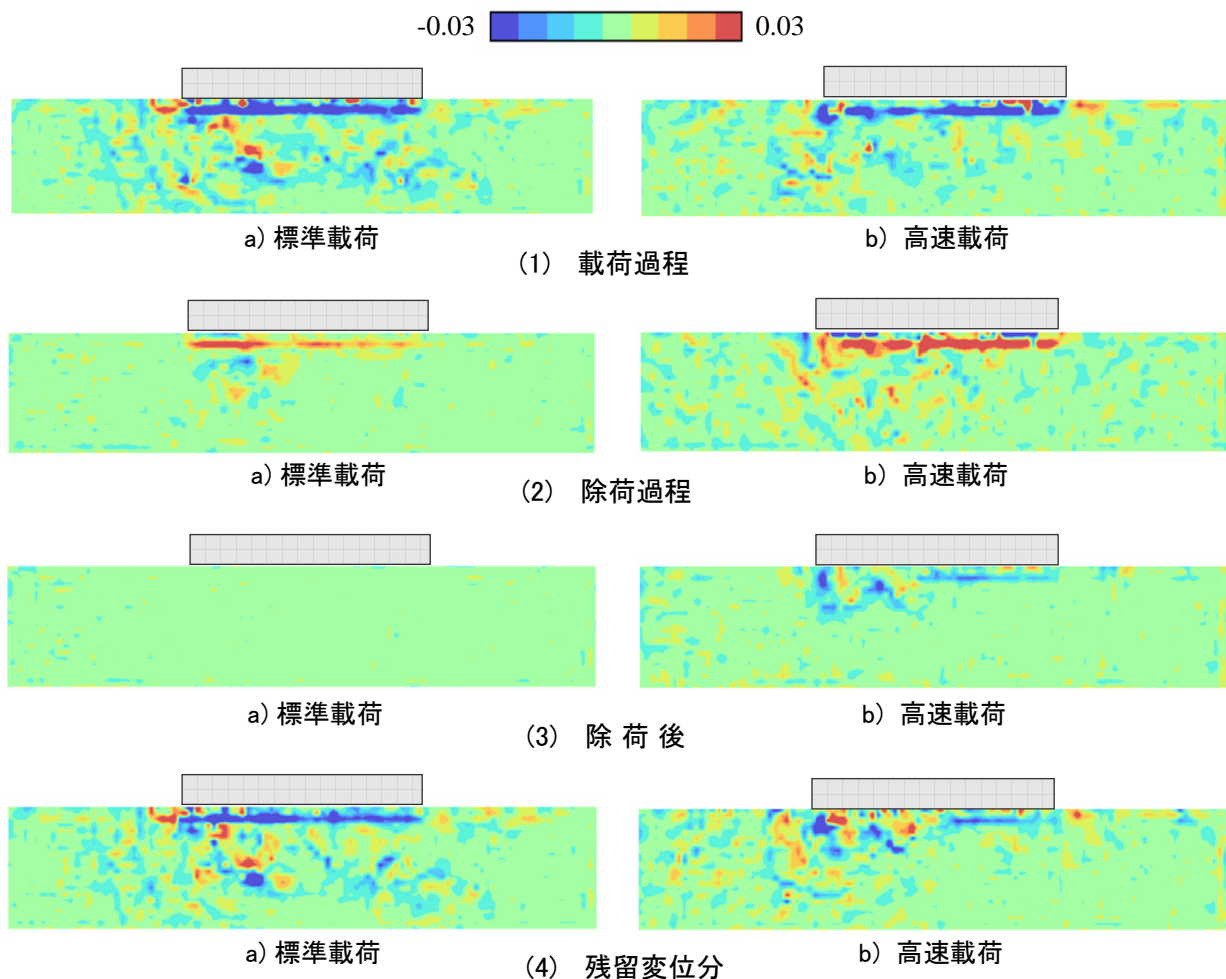 -0.03 0.03
a) 標準載荷 b) 高速載荷
(1) 載荷過程
a) 標準載荷 b) 高速載荷
(2) 除荷過程
a) 標準載荷 b) 高速載荷
(3) 除 荷 後
a) 標準載荷 b) 高速載荷
(4) 残留変位分